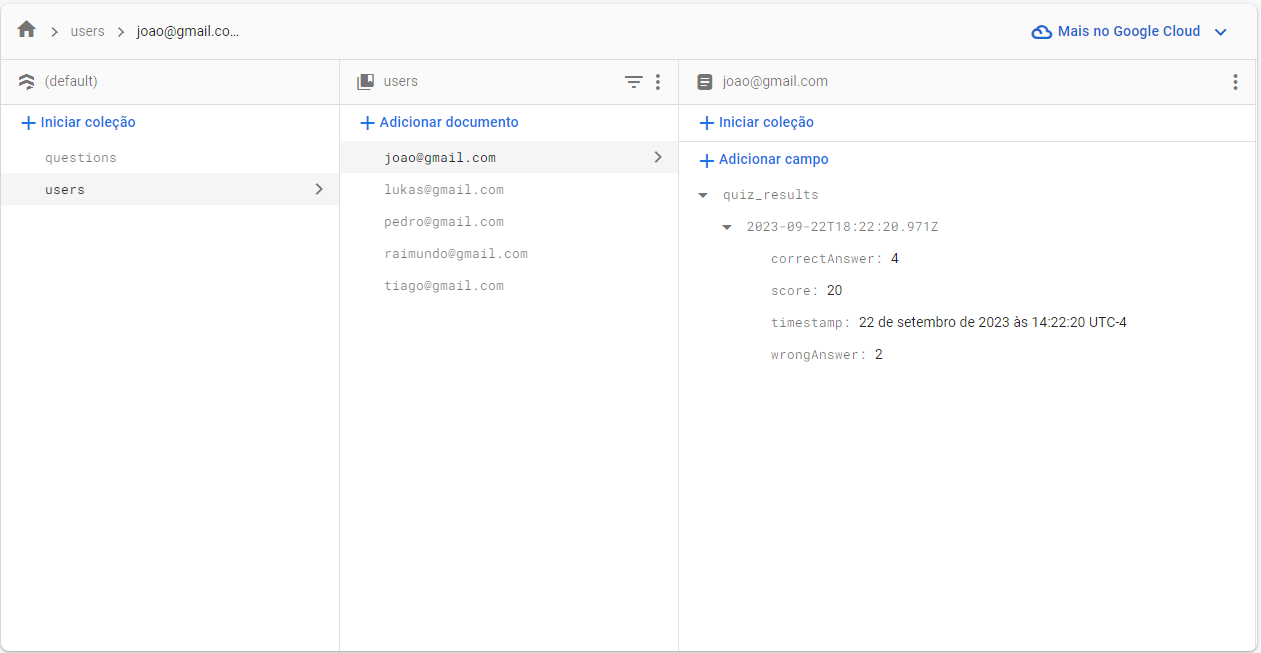 users joao@gmail.co... Mais no Google Cloud
(default)
Iniciar coleção
questions
users
users
Adicionar documento
joao@gmail.com
lukas@gmail.com
pedro@gmail.com
raimundo@gmail.com
tiago@gmail.com
joao@gmail.com
Iniciar coleção
Adicionar campo
quiz_results
2023-09-22T18:22:20.971Z
correctAnswer: 4
score: 20
timestamp: 22 de setembro de 2023 às 14:22:20 UTC-4
wrongAnswer: 2